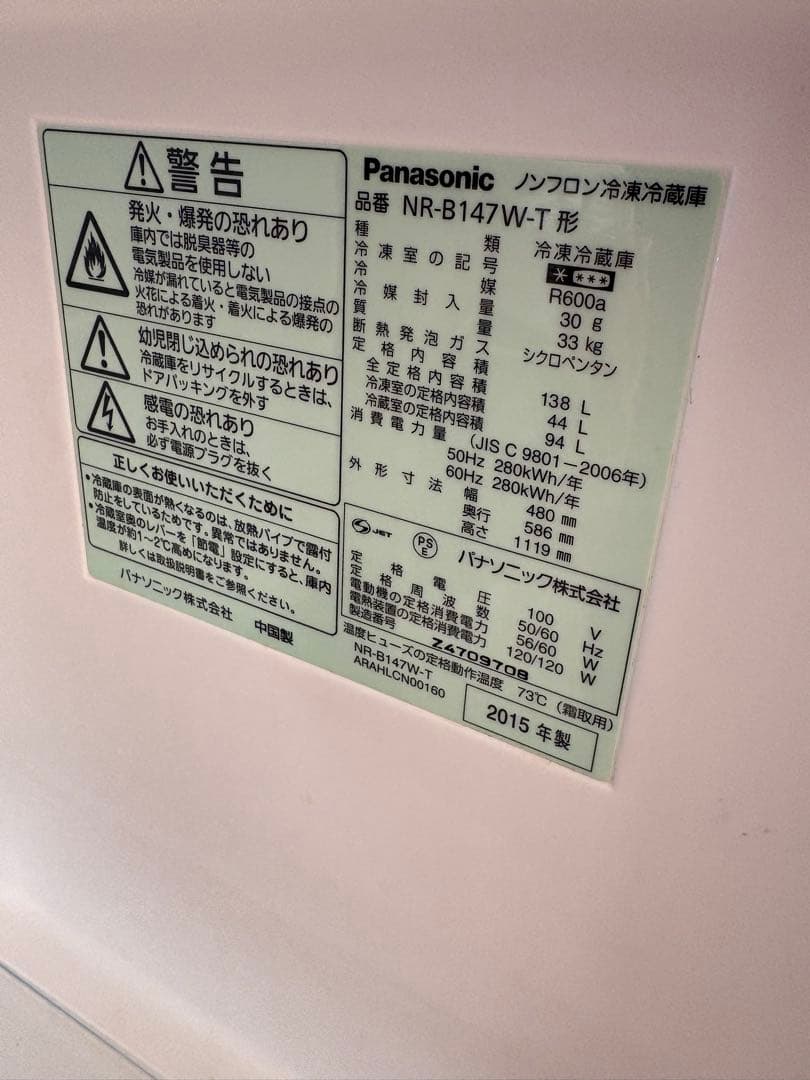 警告
発火・爆発の恐れあり
庫内では脱臭器等の
電気製品を使用しない
冷媒が漏れていると電気製品の接点の
火花による着火・着火による爆発の
恐れがあります
幼児閉じ込められの恐れあり
冷蔵庫をリサイクルするときは、
ドアパッキングを外す
感電の恐れあり
お手入れのときは、
必ず電源プラグを抜く
正しくお使いいただくために
・冷蔵庫の表面が熱くなるのは、放熱パイプで露付
防止をしているためです。異常ではありません。
・冷蔵室奥のレバーを「節電」設定にすると、庫内
温度が約1～2℃高めになります。
詳しくは取扱説明書をご参照ください。
パナソニック株式会社 中国製
Panasonic ノンフロン冷凍冷蔵庫
品番 NR-B147W-T形
種類 冷凍冷蔵庫
冷凍室の記号 * ***
冷媒 R600a
冷媒封入量 30 g
質量 33 kg
断熱発泡ガス シクロペンタン
定格内容積
全定格内容積 138 L
冷凍室の定格内容積 44 L
冷蔵室の定格内容積 94 L
消費電力量 (JIS C 9801－2006年)
50Hz 280kWh/年
60Hz 280kWh/年
外形寸法 幅 480 mm
奥行 586 mm
高さ 1119 mm
S JET PS E パナソニック株式会社
定格電圧 100 V
定格周波数 50/60 Hz
電動機の定格消費電力 56/60 W
電熱装置の定格消費電力 120/120 W
製造番号 Z4709708
温度ヒューズの定格動作温度 73℃（霜取用）
NR-B147W-T
ARAHLCN00160
2015年製